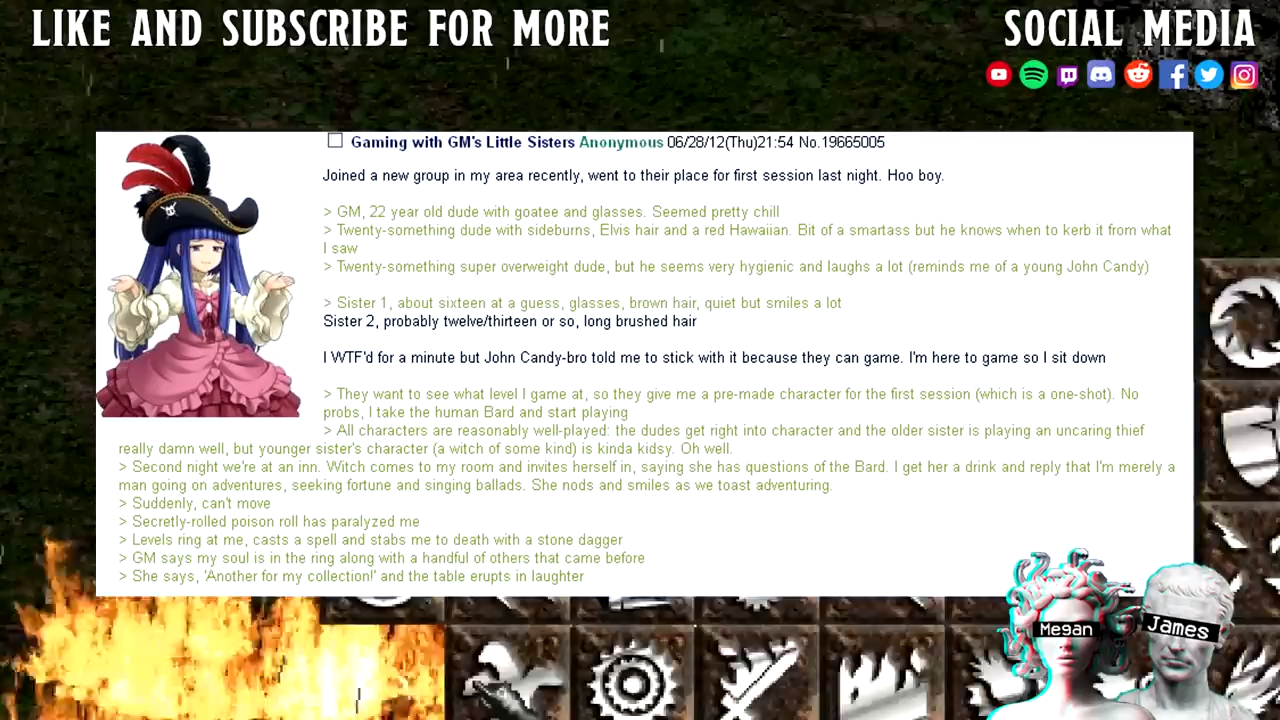 LIKE AND SUBSCRIBE FOR MORE
SOCIAL MEDIA
Gaming with GM's Little Sisters Anonymous 06/28/12(Thu)21:54 No.19665005
Joined a new group in my area recently, went to their place for first session last night. Hoo boy.
> GM, 22 year old dude with goatee and glasses. Seemed pretty chill
> Twenty-something dude with sideburns, Elvis hair and a red Hawaiian. Bit of a smartass but he knows when to kerb it from what
I saw
> Twenty-something super overweight dude, but he seems very hygienic and laughs a lot (reminds me of a young John Candy)
> Sister 1, about sixteen at a guess, glasses, brown hair, quiet but smiles a lot
Sister 2, probably twelve/thirteen or so, long brushed hair
I WTF'd for a minute but John Candy-bro told me to stick with it because they can game. I'm here to game so I sit down
> They want to see what level I game at, so they give me a pre-made character for the first session (which is a one-shot). No
probs, I take the human Bard and start playing
> All characters are reasonably well-played: the dudes get right into character and the older sister is playing an uncaring thief
really damn well, but younger sister's character (a witch of some kind) is kinda kidsy. Oh well.
> Second night we're at an inn. Witch comes to my room and invites herself in, saying she has questions of the Bard. I get her a drink and reply that I'm merely a
man going on adventures, seeking fortune and singing ballads. She nods and smiles as we toast adventuring.
> Suddenly, can't move
> Secretly-rolled poison roll has paralyzed me
> Levels ring at me, casts a spell and stabs me to death with a stone dagger
> GM says my soul is in the ring along with a handful of others that came before
> She says, 'Another for my collection!' and the table erupts in laughter
Megan
James